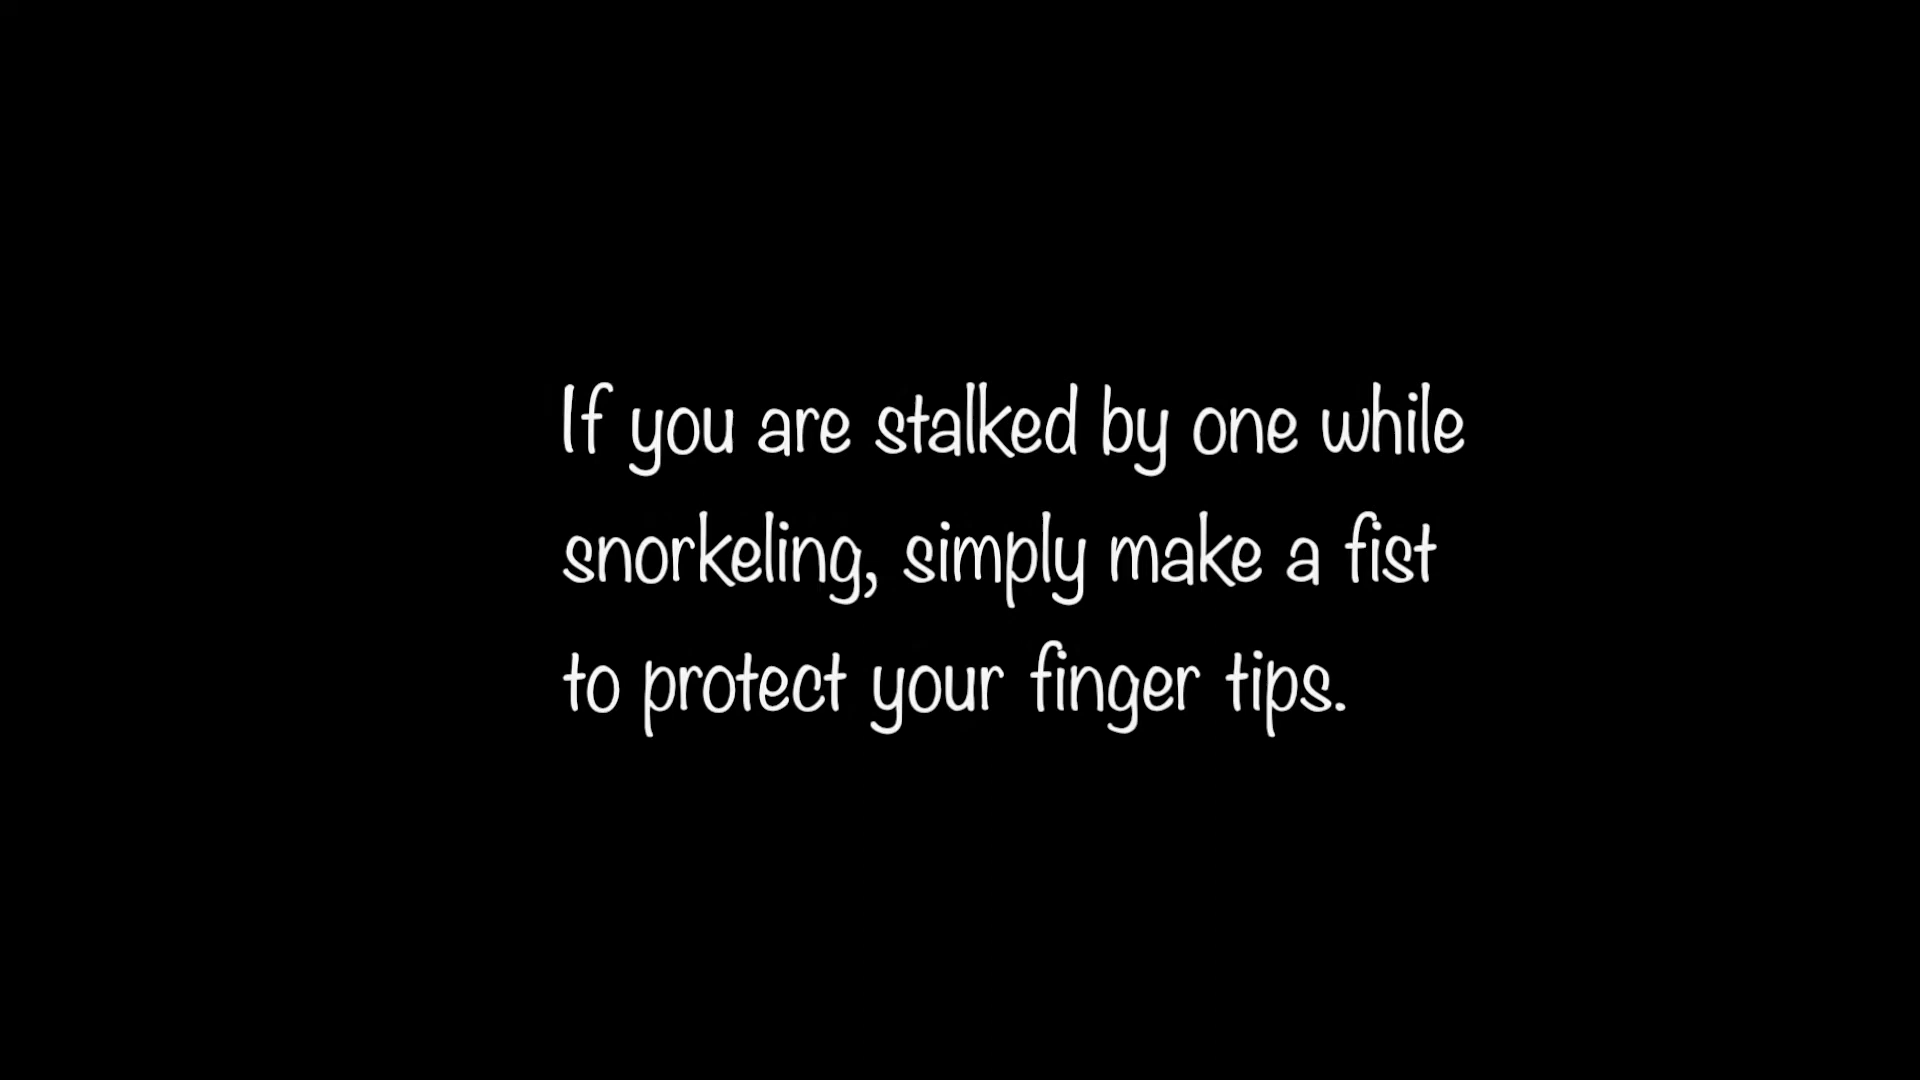 If you are stalked by one while
snorkeling, simply make a fist
to protect your finger tips.